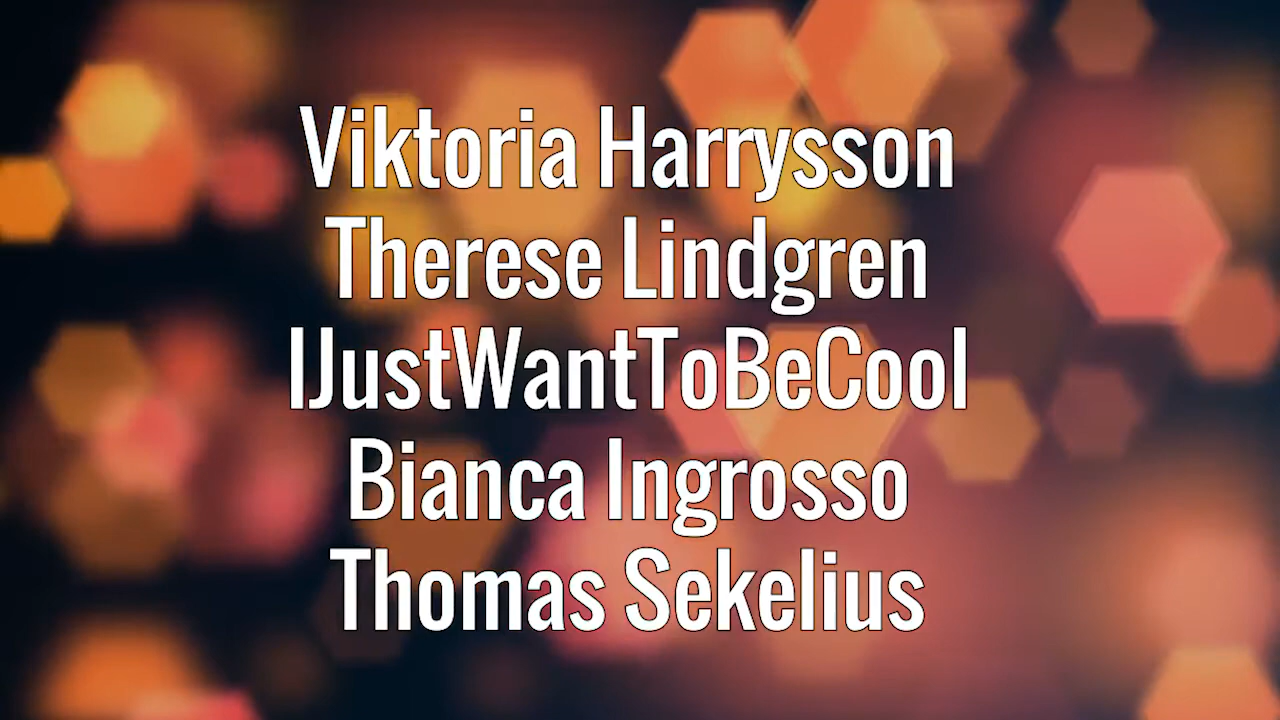 Viktoria Harrysson
Therese Lindgren
IJustWantToBeCool
Bianca Ingrosso
Thomas Sekelius